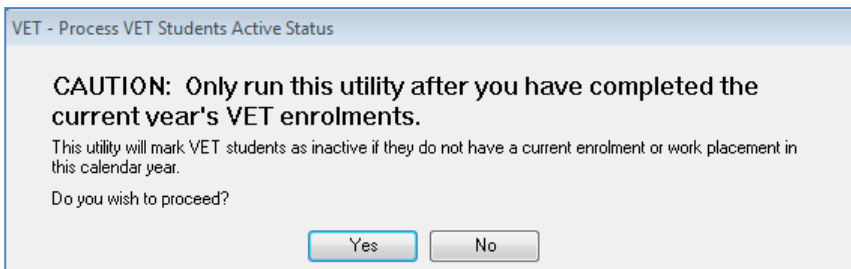 VET - Process VET Students Active Status
CAUTION:  Only run this utility after you have completed the
current year's VET enrolments.
This utility will mark VET students as inactive if they do not have a current enrolment or work placement in
this calendar year.
Do you wish to proceed?
Yes No